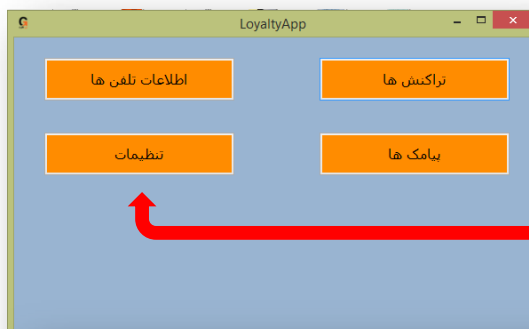 LoyaltyApp
تراکنش ها
اطلاعات تلفن ها
پیامک ها
تنظیمات